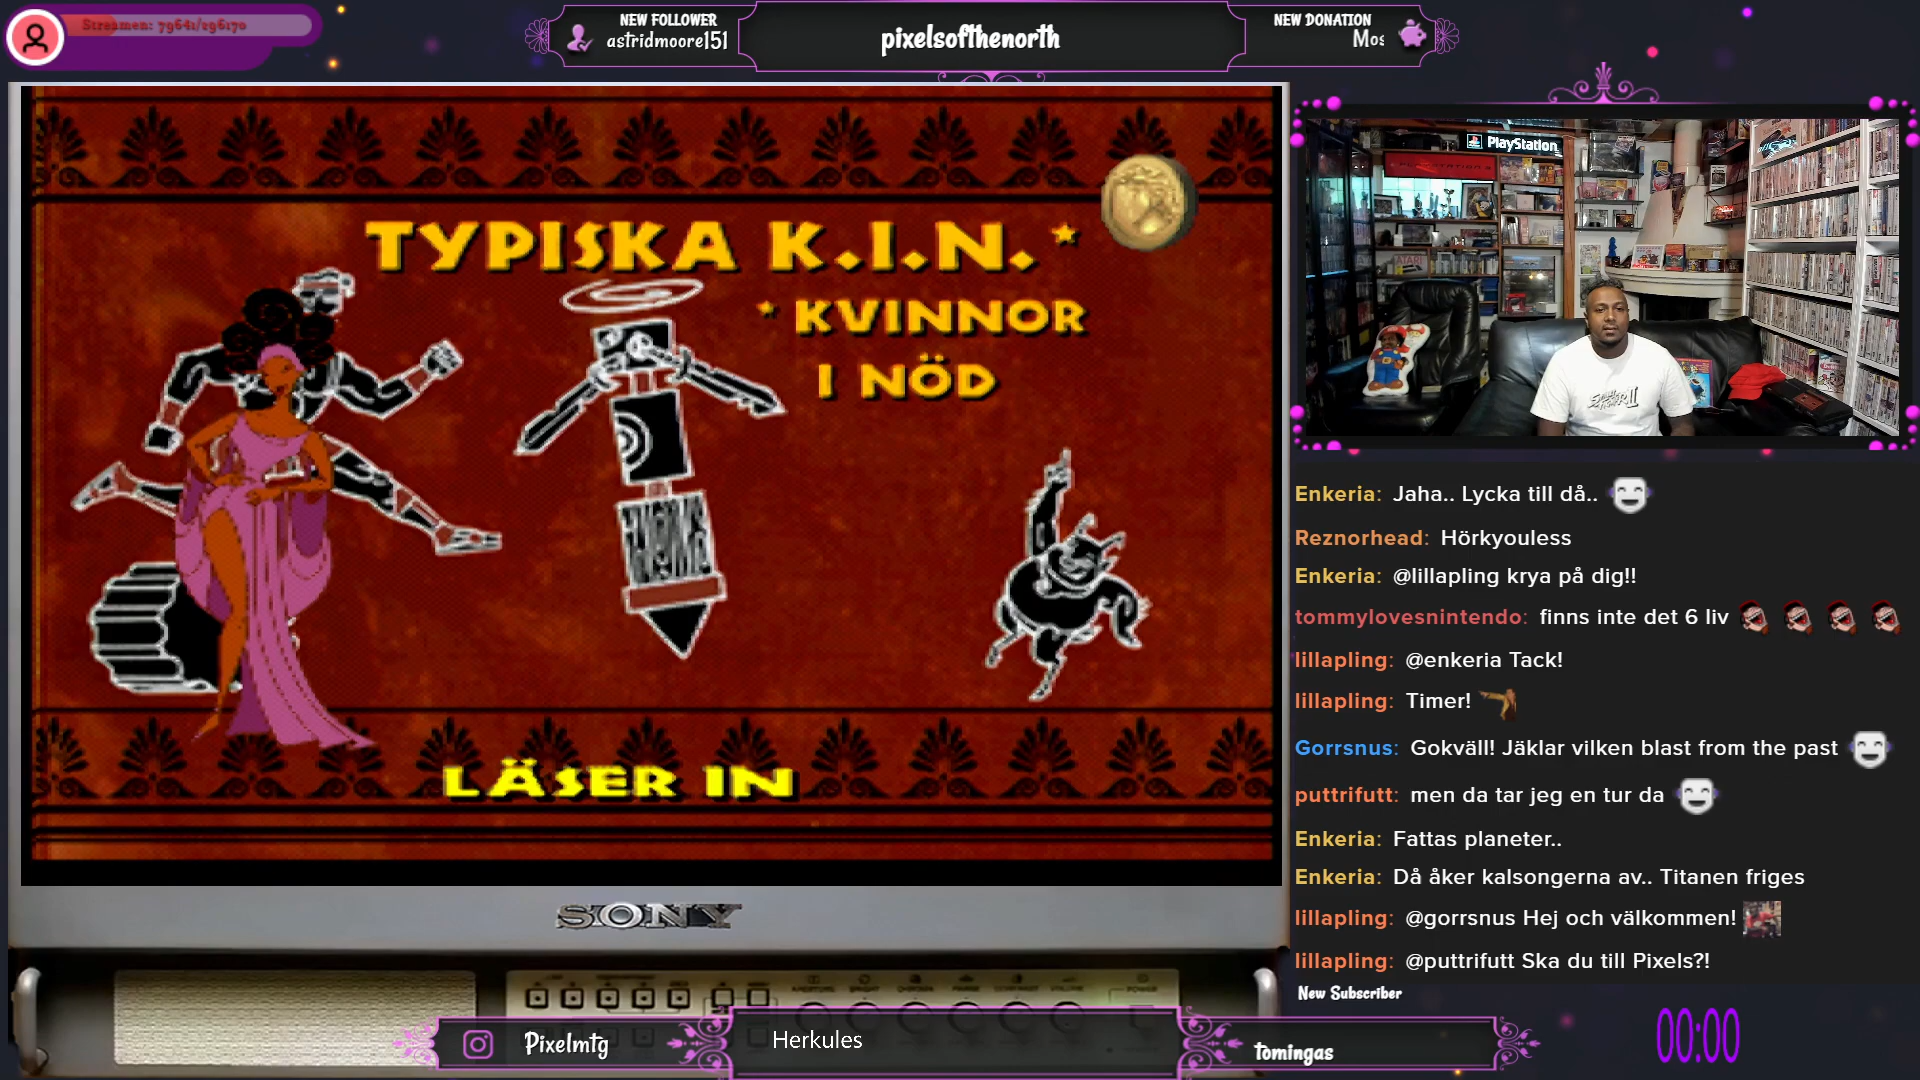 Streamen: 79641/296170
NEW FOLLOWER
astridmoore151
pixelsofthenorth
NEW DONATION
Mos
PlayStation
TYPISKA K.I.N.*
* KVINNOR
I NÖD
LÄSER IN
SONY
Enkeria: Jaha.. Lycka till då..
Reznorhead: Hörkyouless
Enkeria: @lillapling krya på dig!!
tommylovesnintendo: finns inte det 6 liv
lillapling: @enkeria Tack!
lillapling: Timer!
Gorrsnus: Gokväll! Jäklar vilken blast from the past
puttrifutt: men da tar jeg en tur da
Enkeria: Fattas planeter..
Enkeria: Då åker kalsongerna av.. Titanen friges
lillapling: @gorrsnus Hej och välkommen!
lillapling: @puttrifutt Ska du till Pixels?!
New Subscriber
Pixelmtg
Herkules
tomingas
00:00